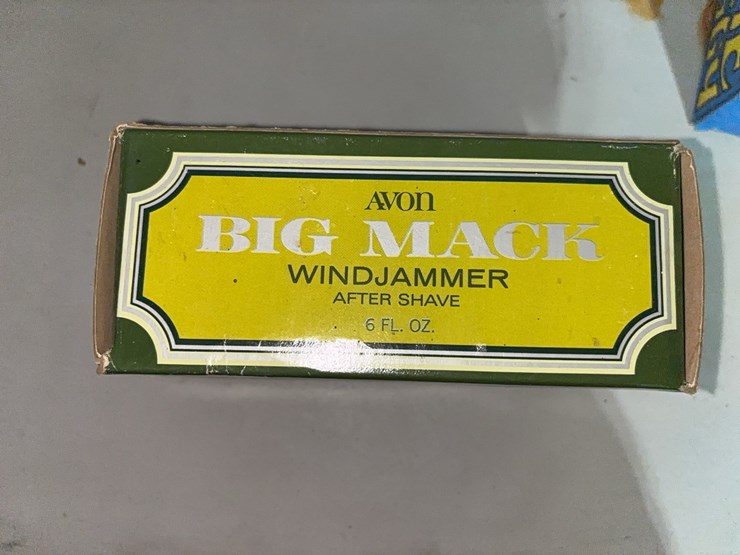 AVON
BIG MACK
WINDJAMMER
AFTER SHAVE
6 FL. OZ.